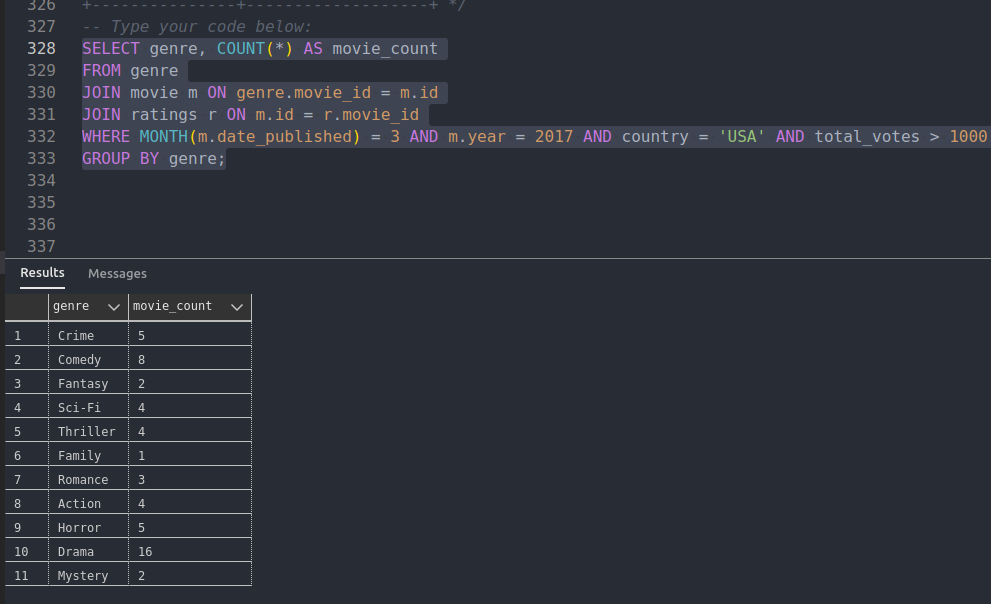 326 +---------------+-------------------+ */
327 -- Type your code below:
328 SELECT genre, COUNT(*) AS movie_count
329 FROM genre
330 JOIN movie m ON genre.movie_id = m.id
331 JOIN ratings r ON m.id = r.movie_id
332 WHERE MONTH(m.date_published) = 3 AND m.year = 2017 AND country = 'USA' AND total_votes > 1000
333 GROUP BY genre;
334
335
336
337
Results Messages
genre movie_count
1 Crime 5
2 Comedy 8
3 Fantasy 2
4 Sci-Fi 4
5 Thriller 4
6 Family 1
7 Romance 3
8 Action 4
9 Horror 5
10 Drama 16
11 Mystery 2